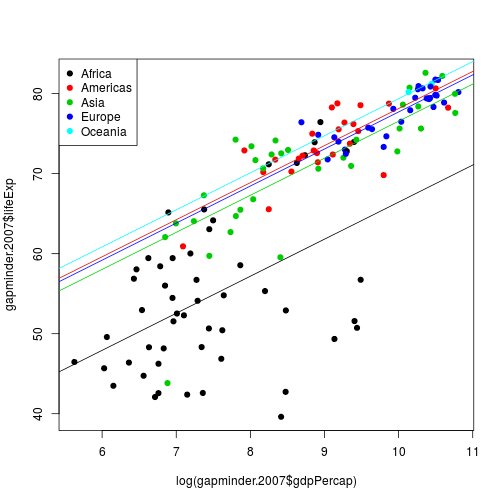 Africa
Americas
Asia
Europe
Oceania
gapminder.2007$lifeExp
80
70
60
50
40
6 7 8 9 10 11
log(gapminder.2007$gdpPercap)